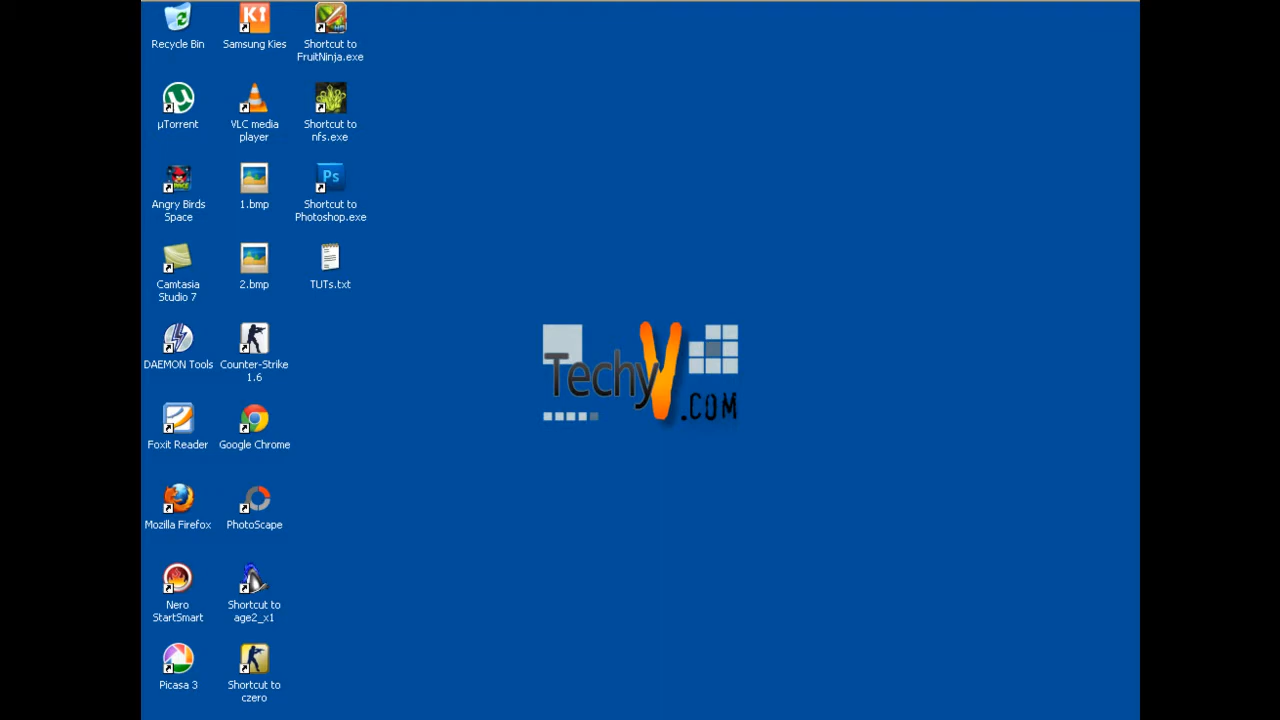 Recycle Bin
Samsung Kies
Shortcut to
FruitNinja.exe
µTorrent
VLC media
player
Shortcut to
nfs.exe
Angry Birds
Space
1.bmp
Shortcut to
Photoshop.exe
Camtasia
Studio 7
2.bmp
TUTs.txt
DAEMON Tools
Counter-Strike
1.6
Foxit Reader
Google Chrome
Mozilla Firefox
PhotoScape
Nero
StartSmart
Shortcut to
age2_x1
Picasa 3
Shortcut to
czero
Ki
µ
Ps
TechyV
.COM